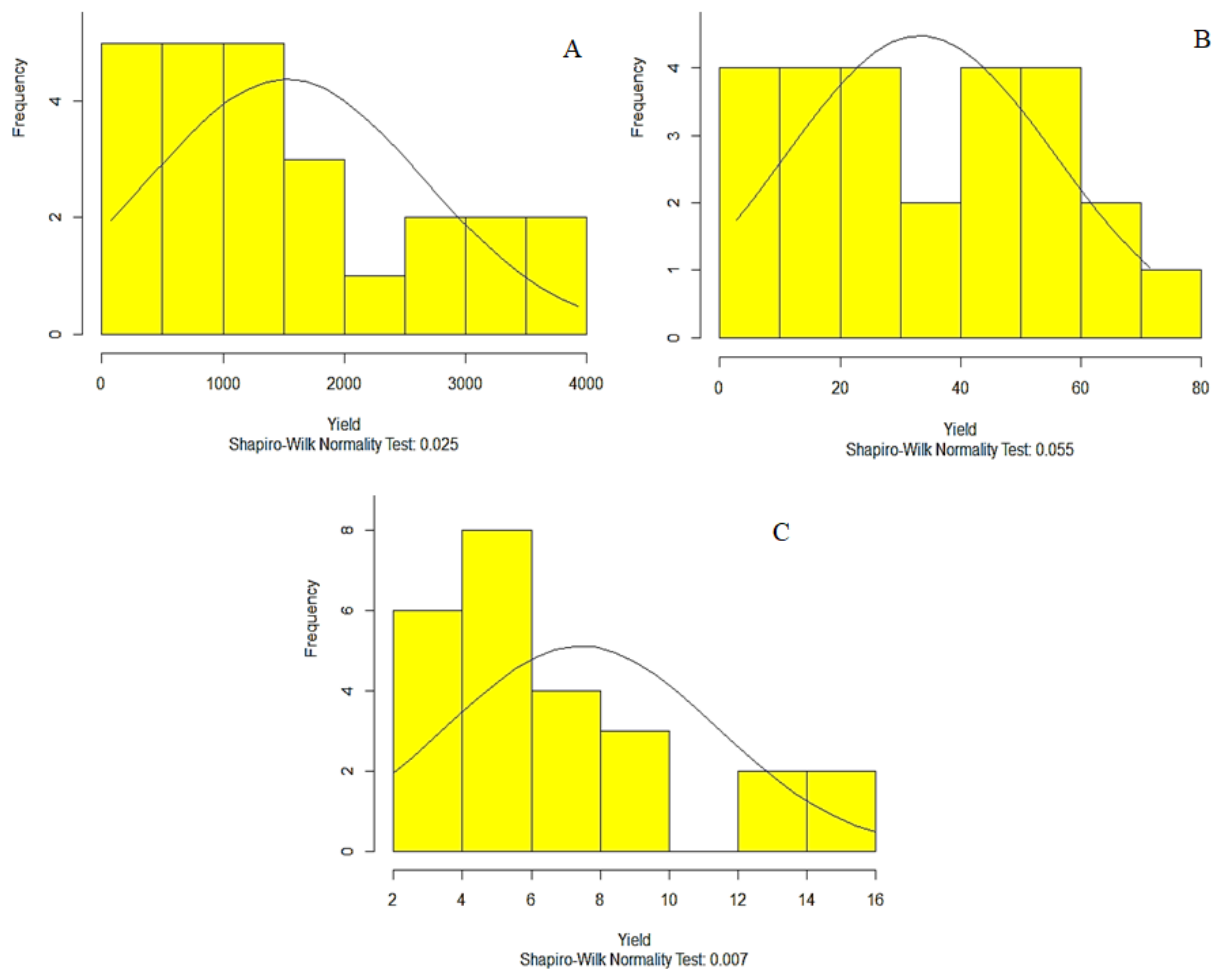 A
Frequency
4
2
0
0 1000 2000 3000 4000
Yield
Shapiro-Wilk Normality Test: 0.025
B
Frequency
4
3
2
1
0
0 20 40 60 80
Yield
Shapiro-Wilk Normality Test: 0.055
C
Frequency
8
6
4
2
0
2 4 6 8 10 12 14 16
Yield
Shapiro-Wilk Normality Test: 0.007